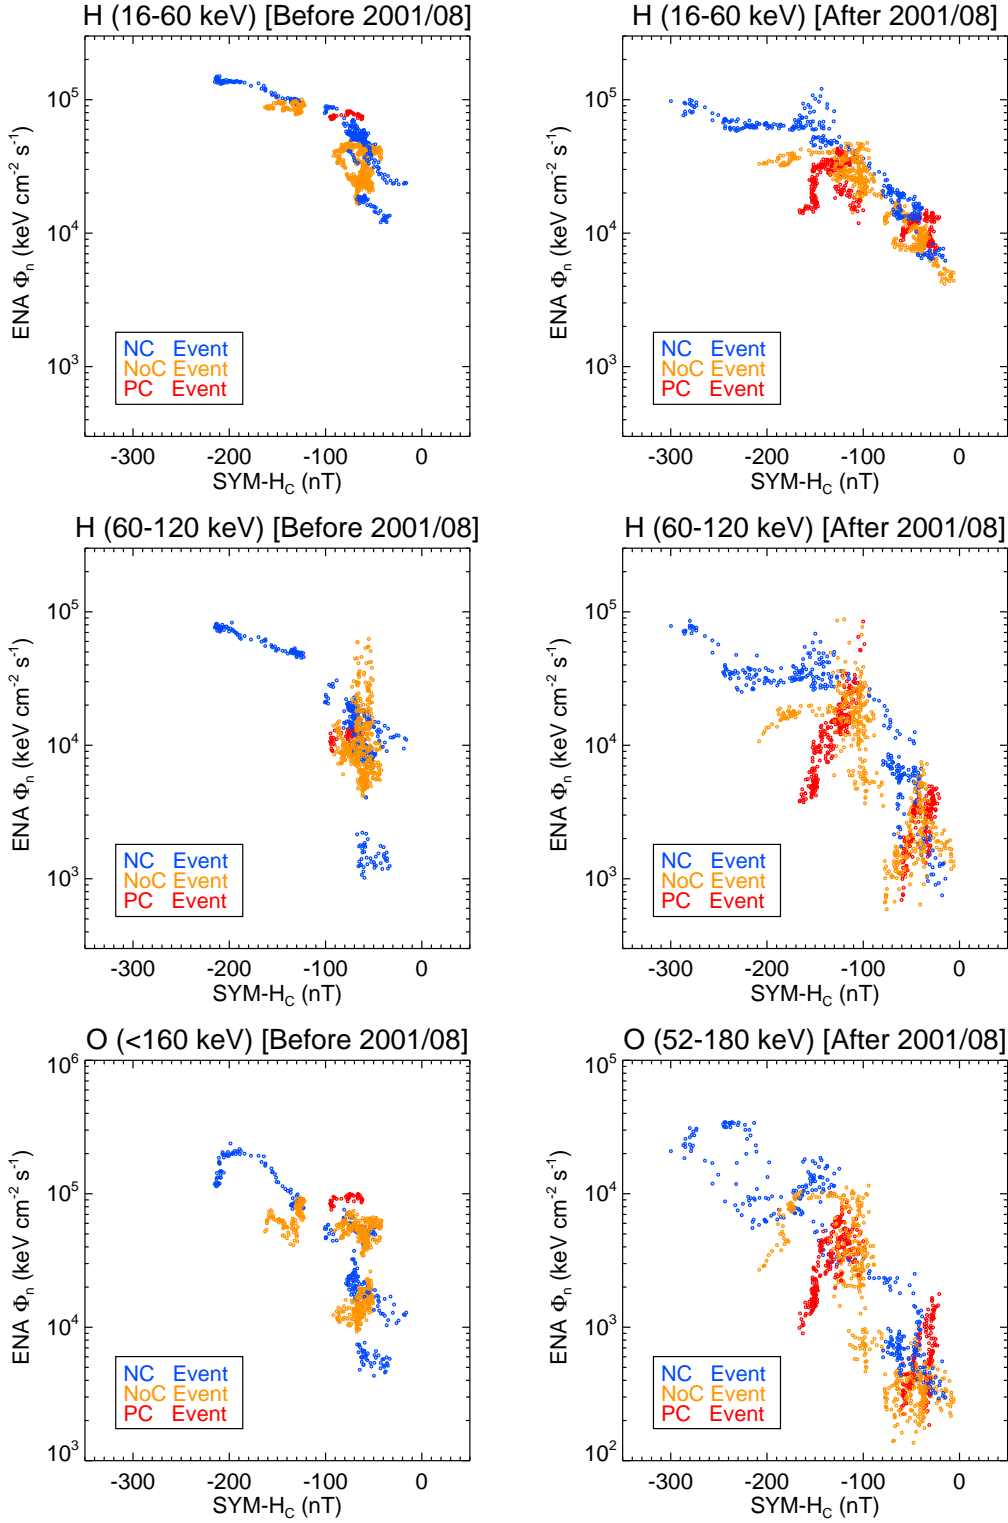 H (16-60 keV) [Before 2001/08]
ENA Φn (keV cm-2 s-1)
10^5
10^4
10^3
NC Event
NoC Event
PC Event
-300 -200 -100 0
SYM-HC (nT)
H (16-60 keV) [After 2001/08]
ENA Φn (keV cm-2 s-1)
10^5
10^4
10^3
NC Event
NoC Event
PC Event
-300 -200 -100 0
SYM-HC (nT)
H (60-120 keV) [Before 2001/08]
ENA Φn (keV cm-2 s-1)
10^5
10^4
10^3
NC Event
NoC Event
PC Event
-300 -200 -100 0
SYM-HC (nT)
H (60-120 keV) [After 2001/08]
ENA Φn (keV cm-2 s-1)
10^5
10^4
10^3
NC Event
NoC Event
PC Event
-300 -200 -100 0
SYM-HC (nT)
O (<160 keV) [Before 2001/08]
ENA Φn (keV cm-2 s-1)
10^6
10^5
10^4
10^3
NC Event
NoC Event
PC Event
-300 -200 -100 0
SYM-HC (nT)
O (52-180 keV) [After 2001/08]
ENA Φn (keV cm-2 s-1)
10^5
10^4
10^3
10^2
NC Event
NoC Event
PC Event
-300 -200 -100 0
SYM-HC (nT)